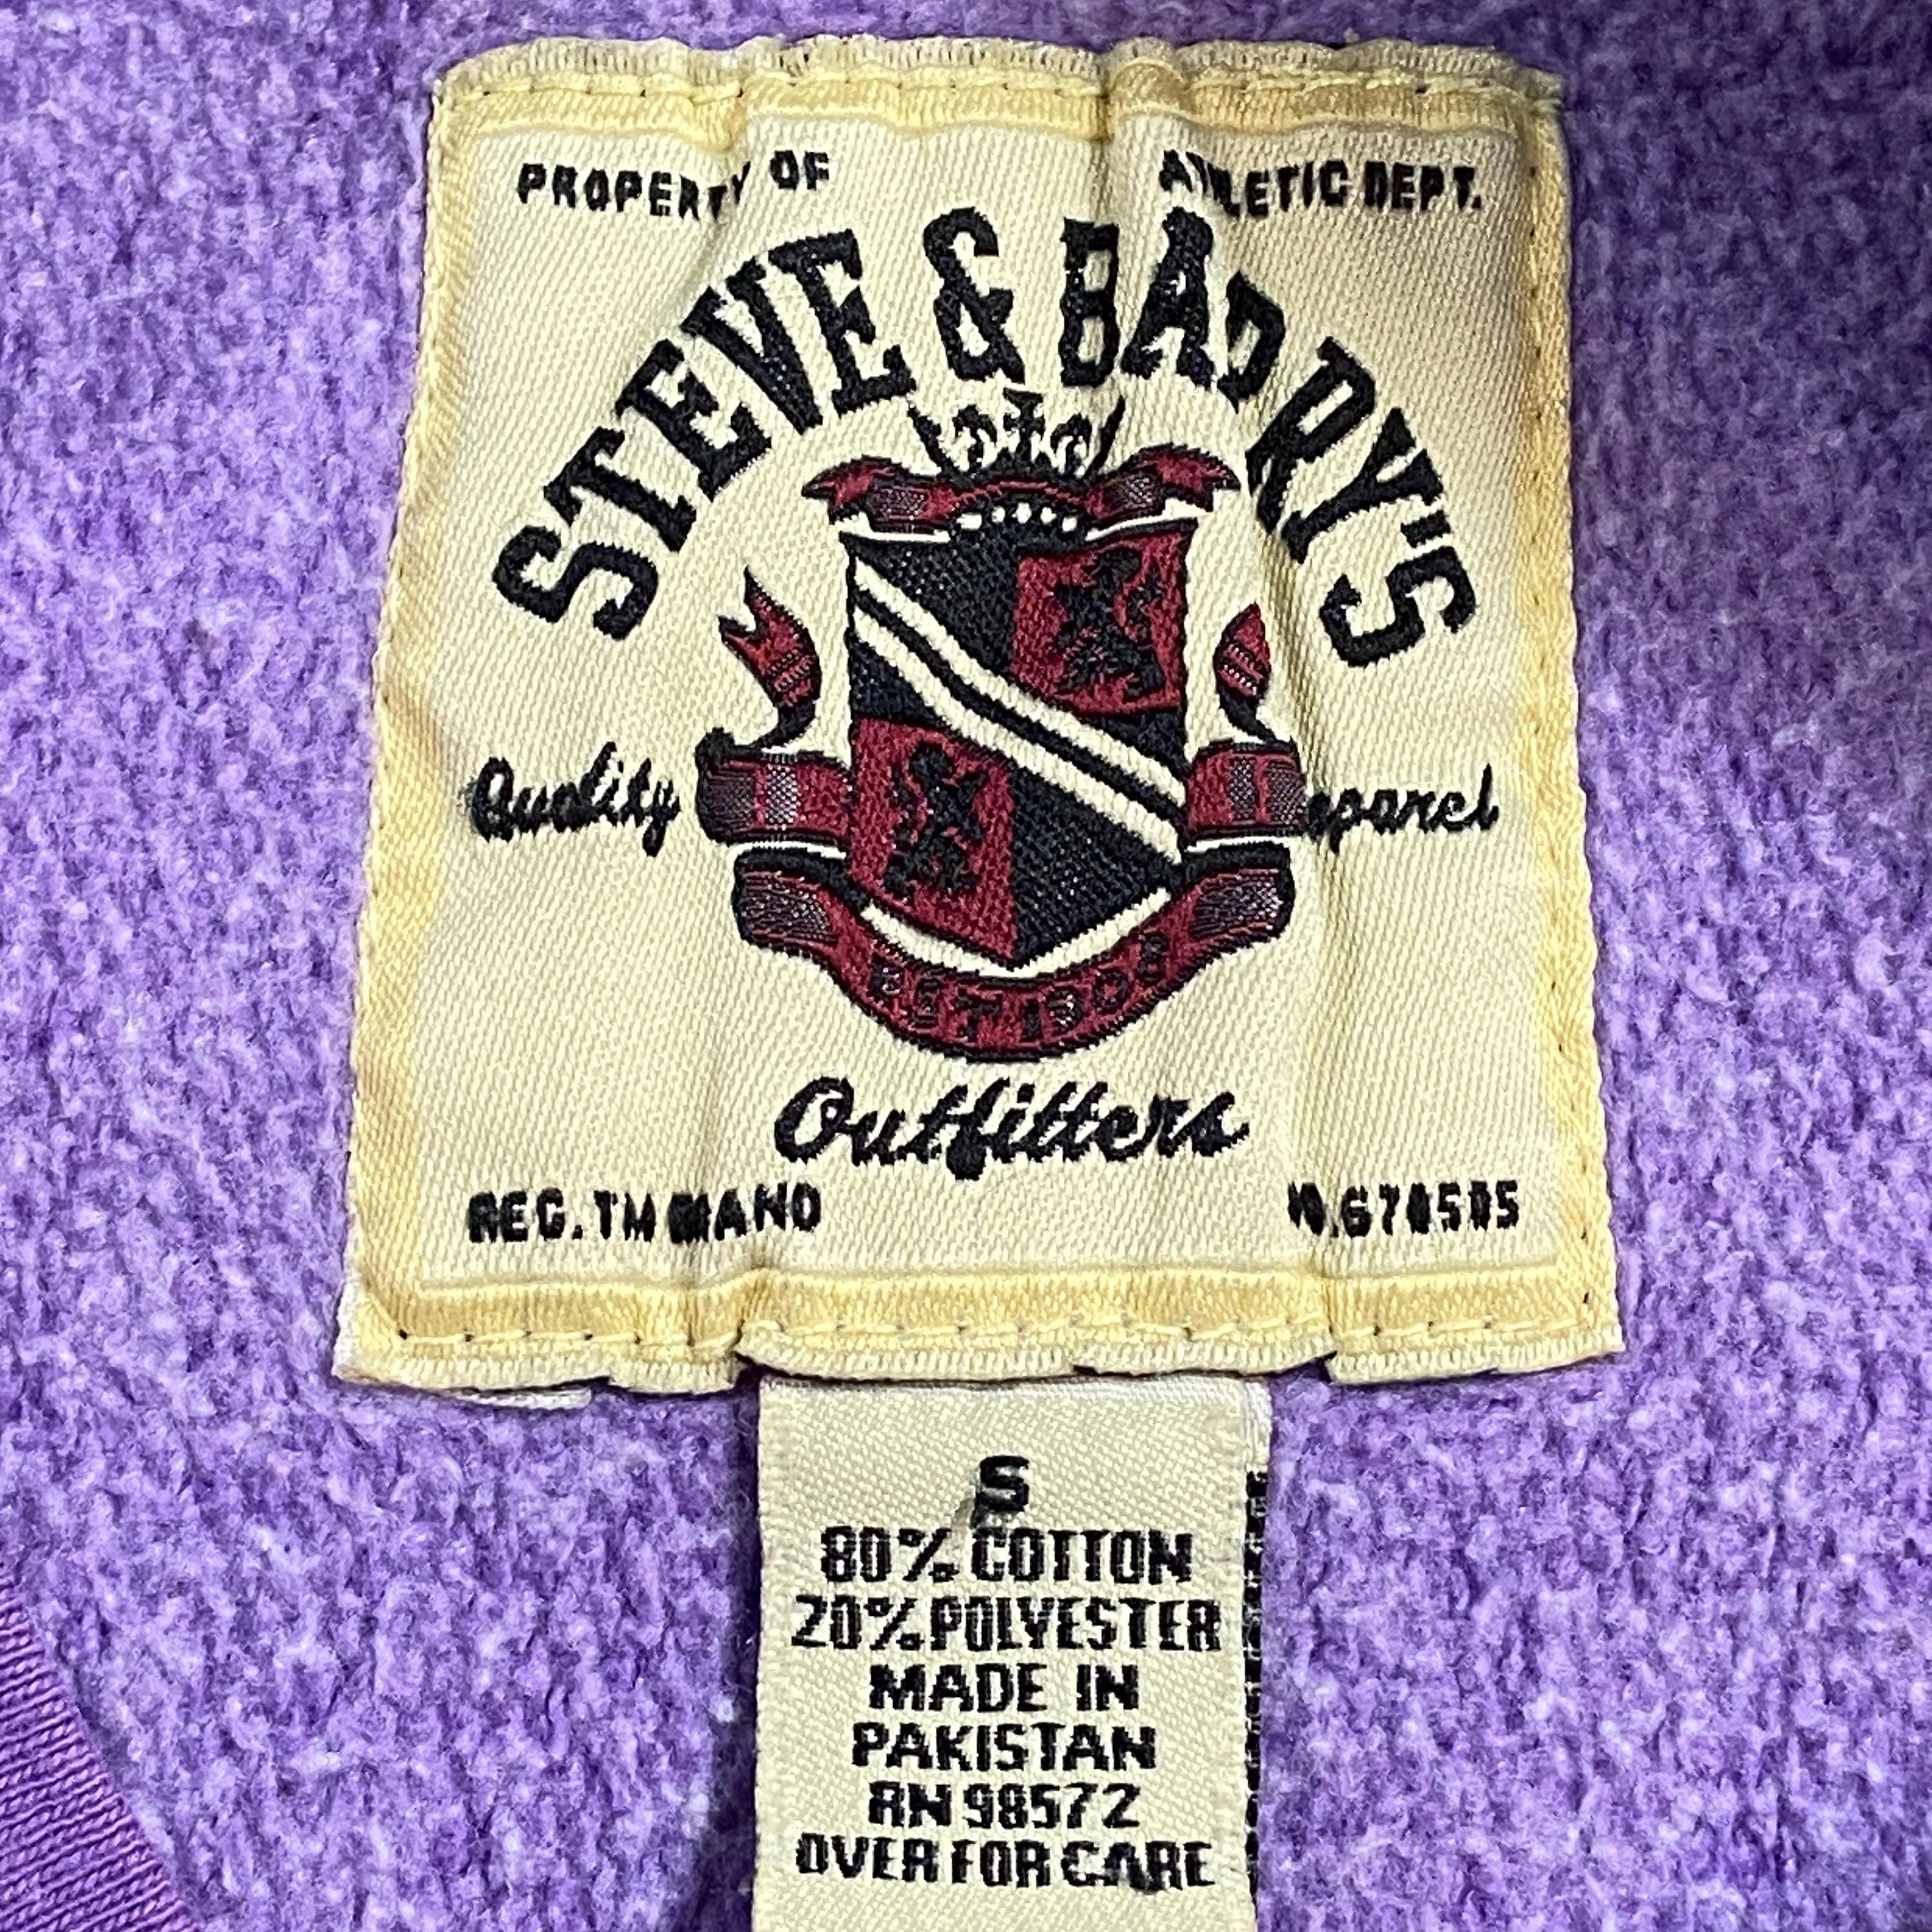 PROPERTY OF ATHLETIC DEPT.
STEVE & BARRY'S
Quality Apparel
Outfitters
REG. TM BRAND
S
80% COTTON
20% POLYESTER
MADE IN
PAKISTAN
RN 98572
OVER FOR CARE